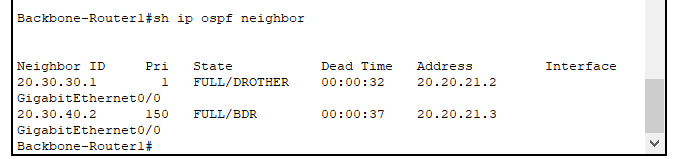 Backbone-Router1#sh ip ospf neighbor
Neighbor ID     Pri   State           Dead Time   Address         Interface
20.30.30.1        1   FULL/DROTHER    00:00:32    20.20.21.2
GigabitEthernet0/0
20.30.40.2      150   FULL/BDR        00:00:37    20.20.21.3
GigabitEthernet0/0
Backbone-Router1#